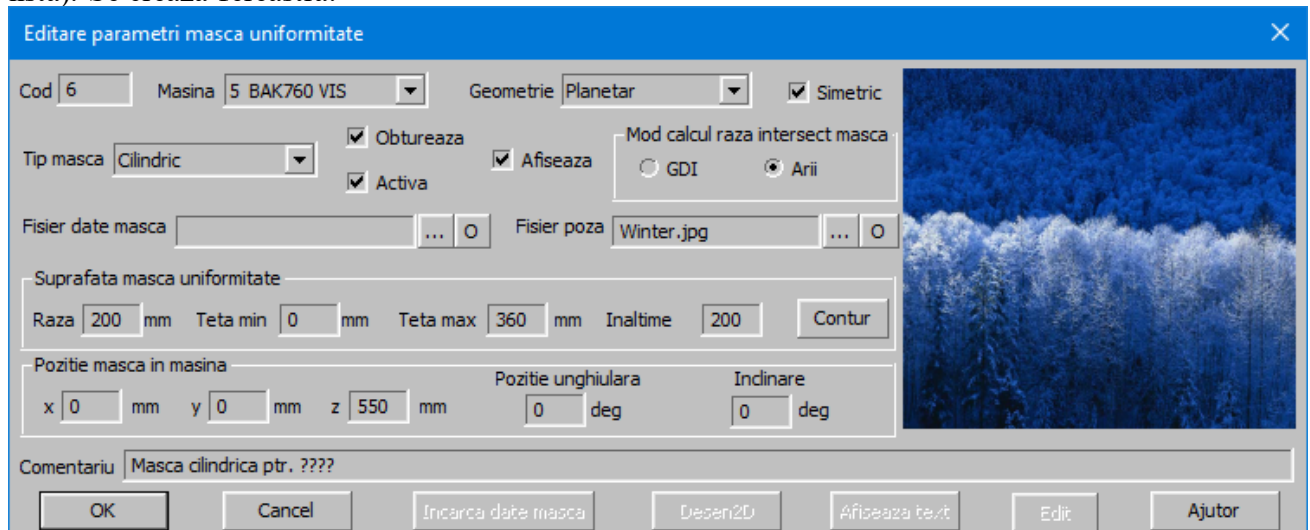 Editare parametri masca uniformitate
Cod 6 Masina 5 BAK760 VIS Geometrie Planetar Simetric
Tip masca Cilindric Obtureaza Activa Afiseaza Mod calcul raza intersect masca GDI Arii
Fisier date masca ... O Fisier poza Winter.jpg ... O
Suprafata masca uniformitate
Raza 200 mm Teta min 0 mm Teta max 360 mm Inaltime 200 Contur
Pozitie masca in masina Pozitie unghiulara Inclinare
x 0 mm y 0 mm z 550 mm 0 deg 0 deg
Comentariu Masca cilindrica ptr. ????
OK Cancel Incarca date masca Desen2D Afiseaza text Edit Ajutor